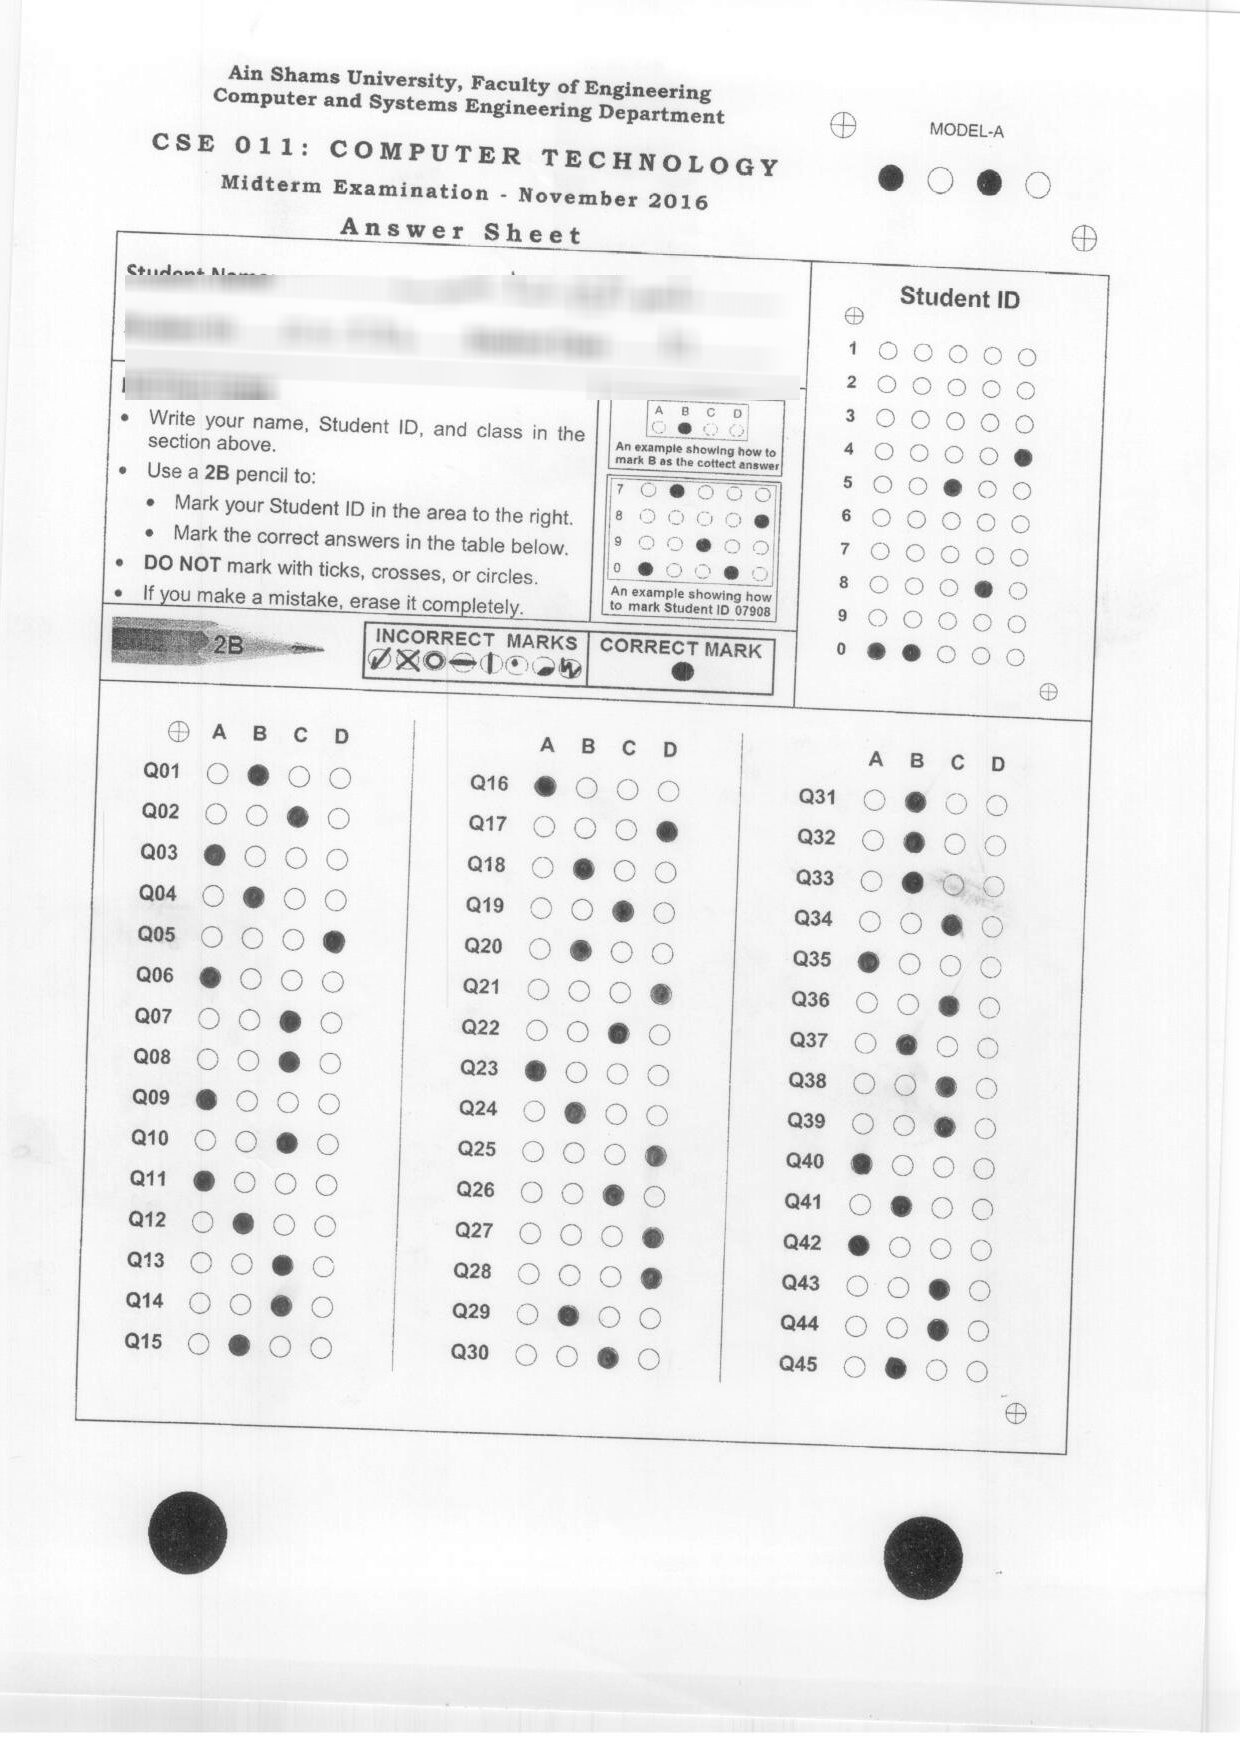 Ain Shams University, Faculty of Engineering
Computer and Systems Engineering Department
CSE 011: COMPUTER TECHNOLOGY
Midterm Examination - November 2016
Answer Sheet
MODEL-A
Student Name
Student ID
1
2
3
4
5
6
7
8
9
0
• Write your name, Student ID, and class in the
section above.
• Use a 2B pencil to:
• Mark your Student ID in the area to the right.
• Mark the correct answers in the table below.
• DO NOT mark with ticks, crosses, or circles.
• If you make a mistake, erase it completely.
A B C D
An example showing how to
mark B as the cottect answer
7
8
9
0
An example showing how
to mark Student ID 07908
2B
INCORRECT MARKS
CORRECT MARK
A B C D
Q01
Q02
Q03
Q04
Q05
Q06
Q07
Q08
Q09
Q10
Q11
Q12
Q13
Q14
Q15
A B C D
Q16
Q17
Q18
Q19
Q20
Q21
Q22
Q23
Q24
Q25
Q26
Q27
Q28
Q29
Q30
A B C D
Q31
Q32
Q33
Q34
Q35
Q36
Q37
Q38
Q39
Q40
Q41
Q42
Q43
Q44
Q45